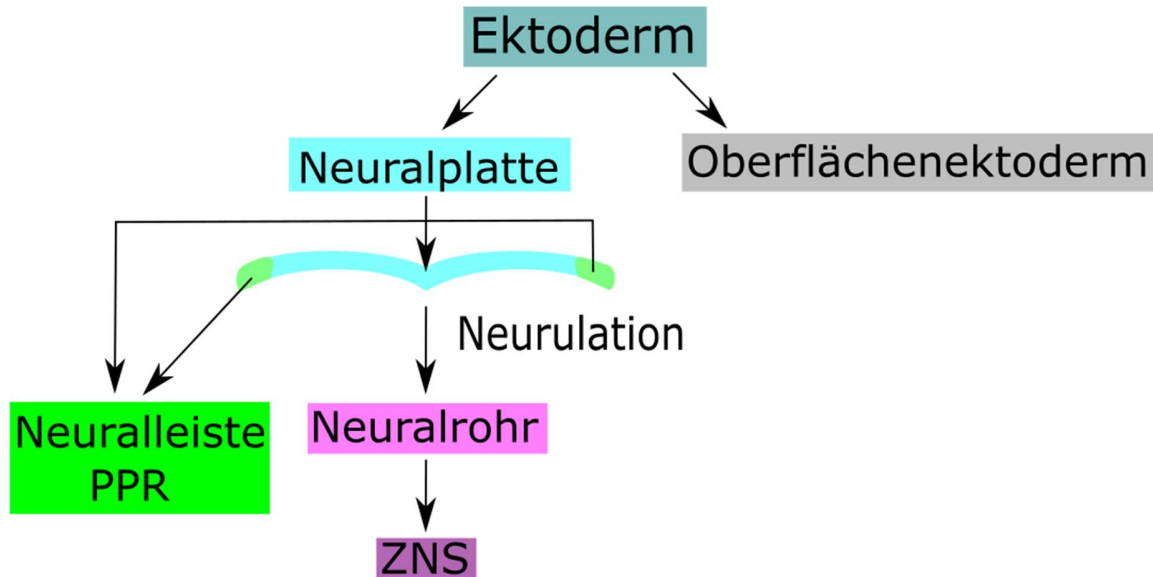 Ektoderm
Neuralplatte
Oberflächenektoderm
Neurulation
Neuralleiste
PPR
Neuralrohr
ZNS